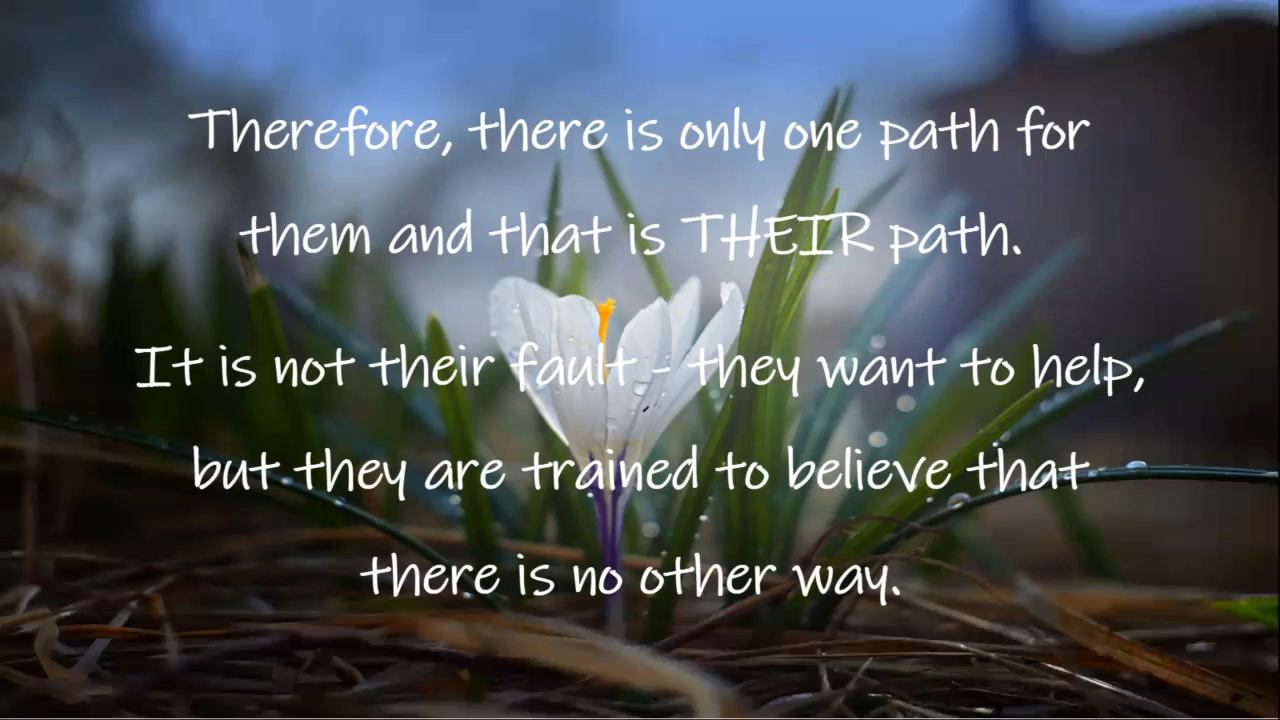 Therefore, there is only one path for
them and that is THEIR path.
It is not their fault - they want to help,
but they are trained to believe that
there is no other way.